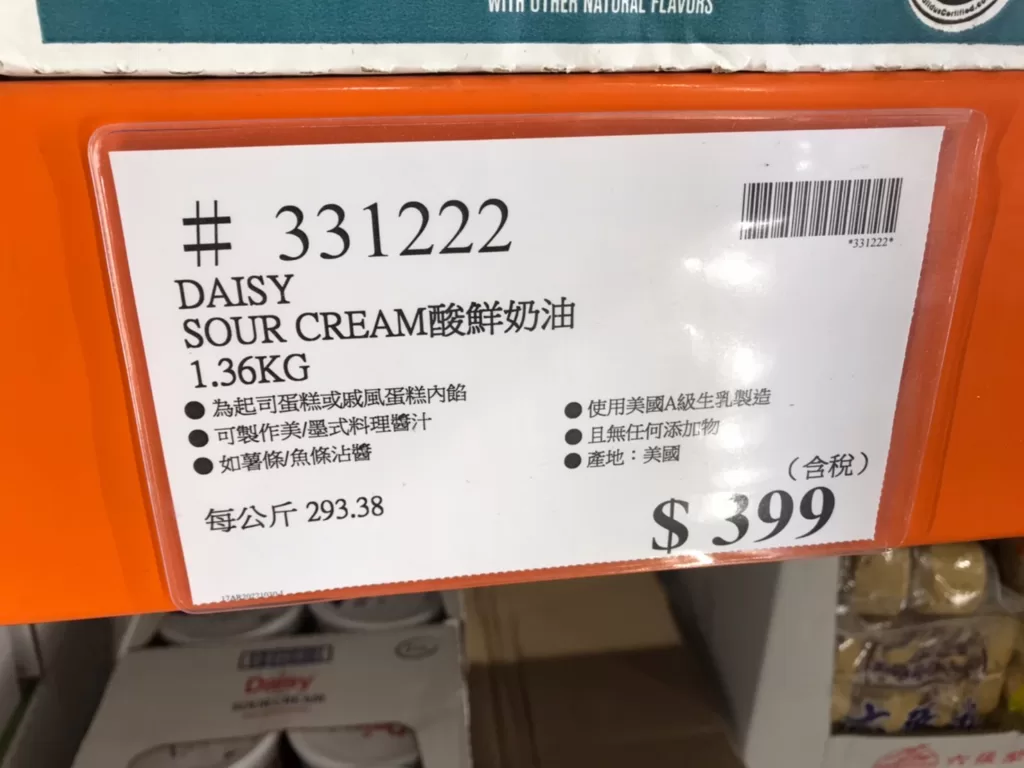 WITH OTHER NATURAL FLAVORS
# 331222
*331222*
DAISY
SOUR CREAM酸鮮奶油
1.36KG
●為起司蛋糕或戚風蛋糕內餡
●可製作美/墨式料理醬汁
●如薯條/魚條沾醬
●使用美國A級生乳製造
●且無任何添加物
●產地：美國
每公斤 293.38
（含稅）
$ 399
Daisy
SOUR CREAM